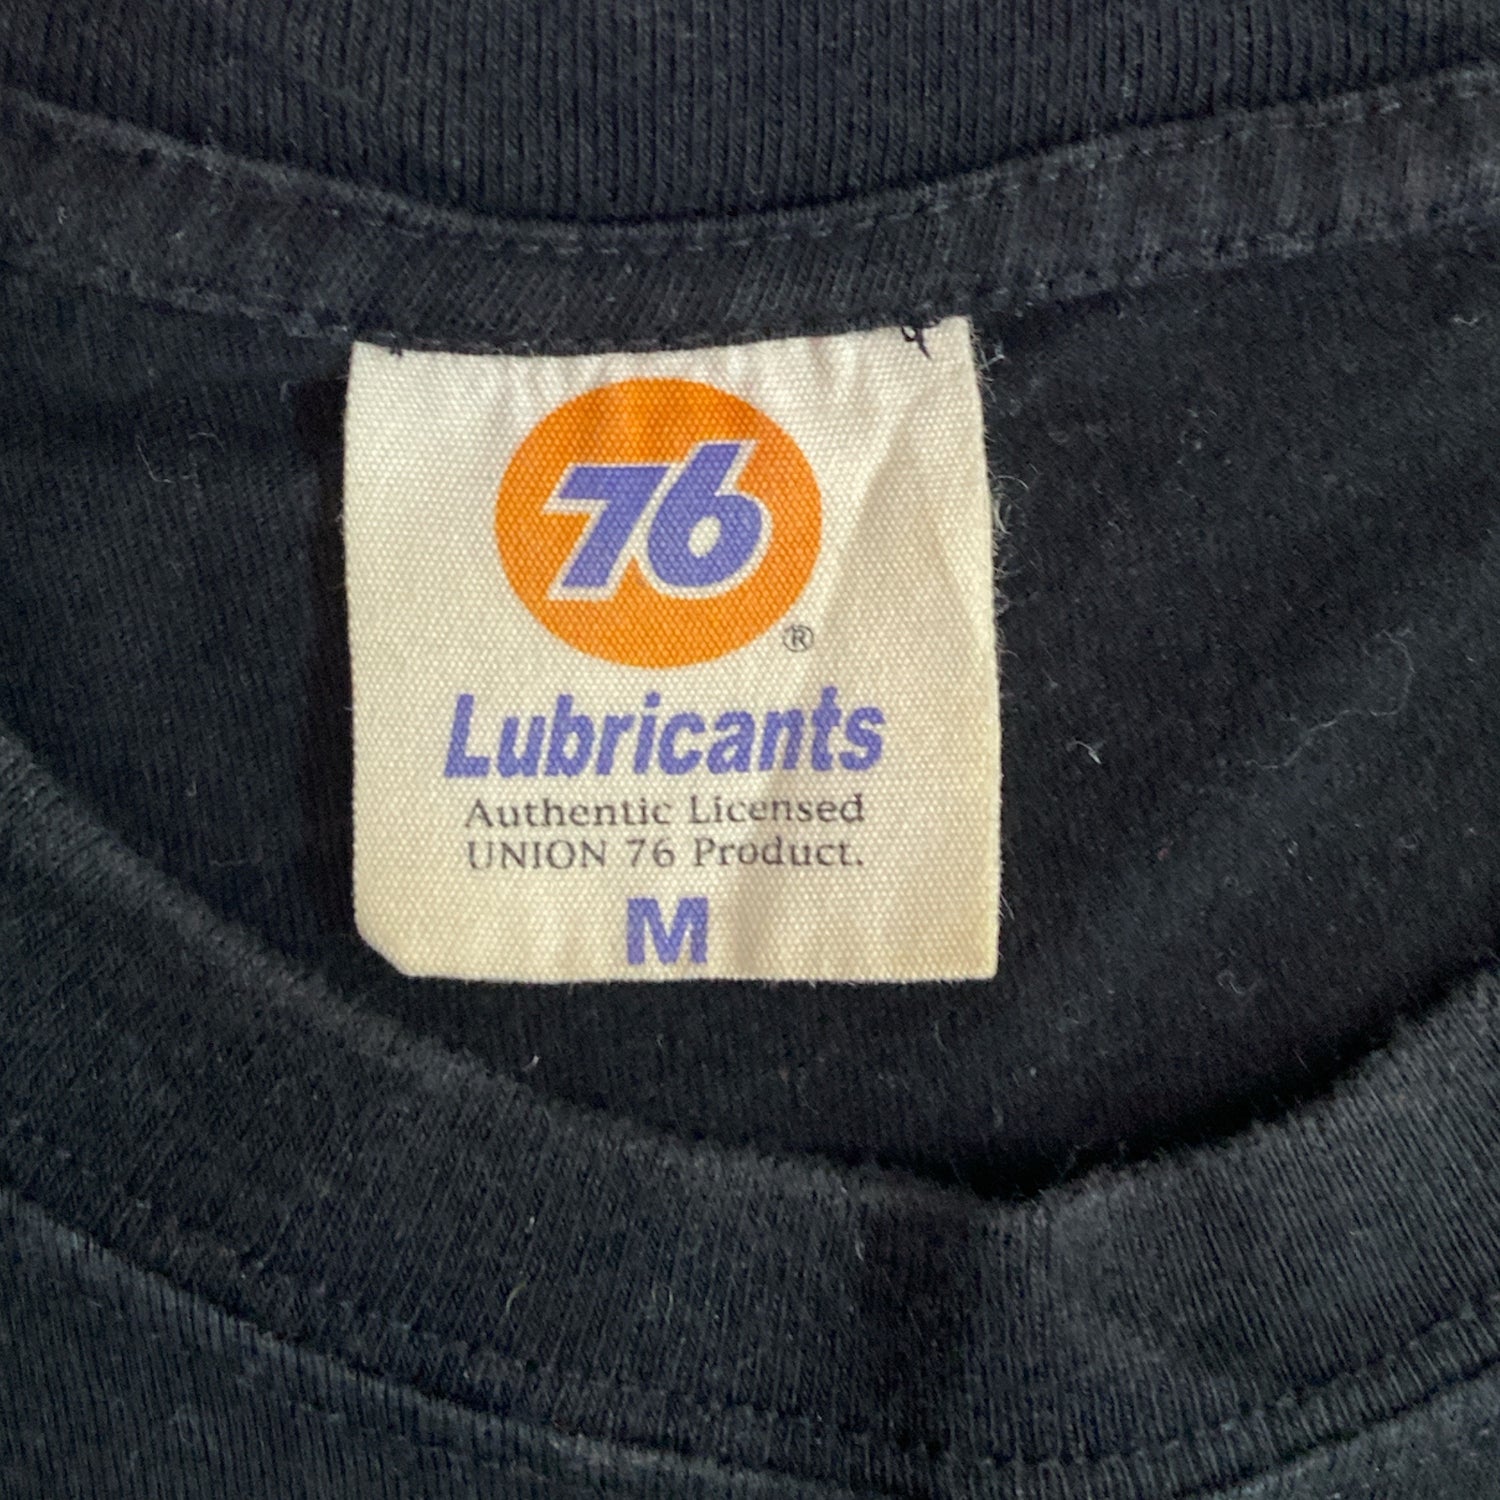 76
®
Lubricants
Authentic Licensed
UNION 76 Product.
M